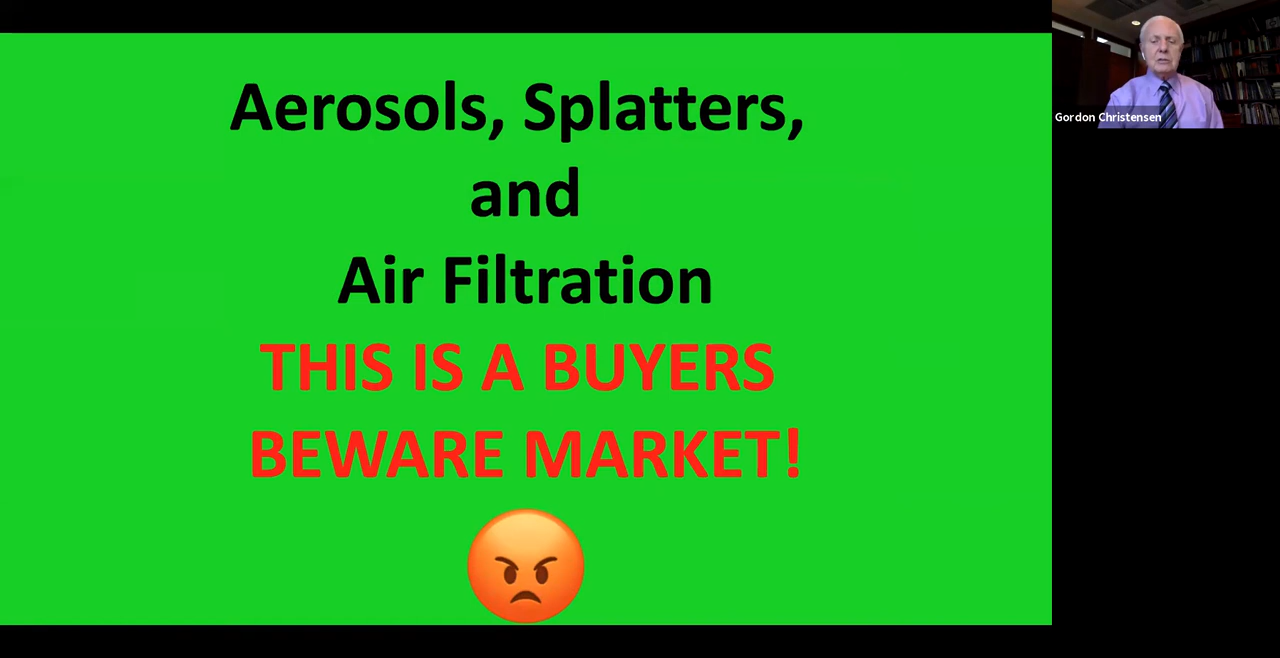 Aerosols, Splatters,
and
Air Filtration
THIS IS A BUYERS
BEWARE MARKET!
Gordon Christensen